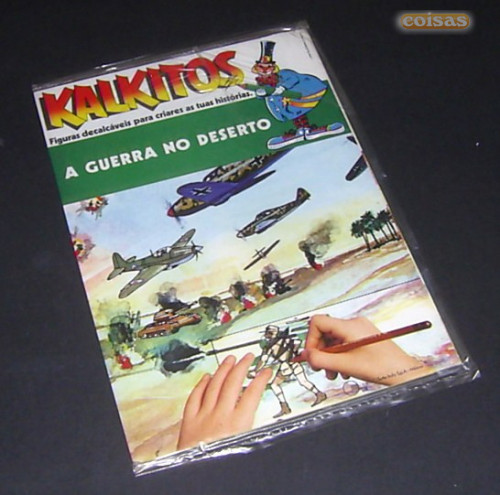 coisas
KALKITOS
Figuras decalcáveis para criares as tuas histórias.
A GUERRA NO DESERTO